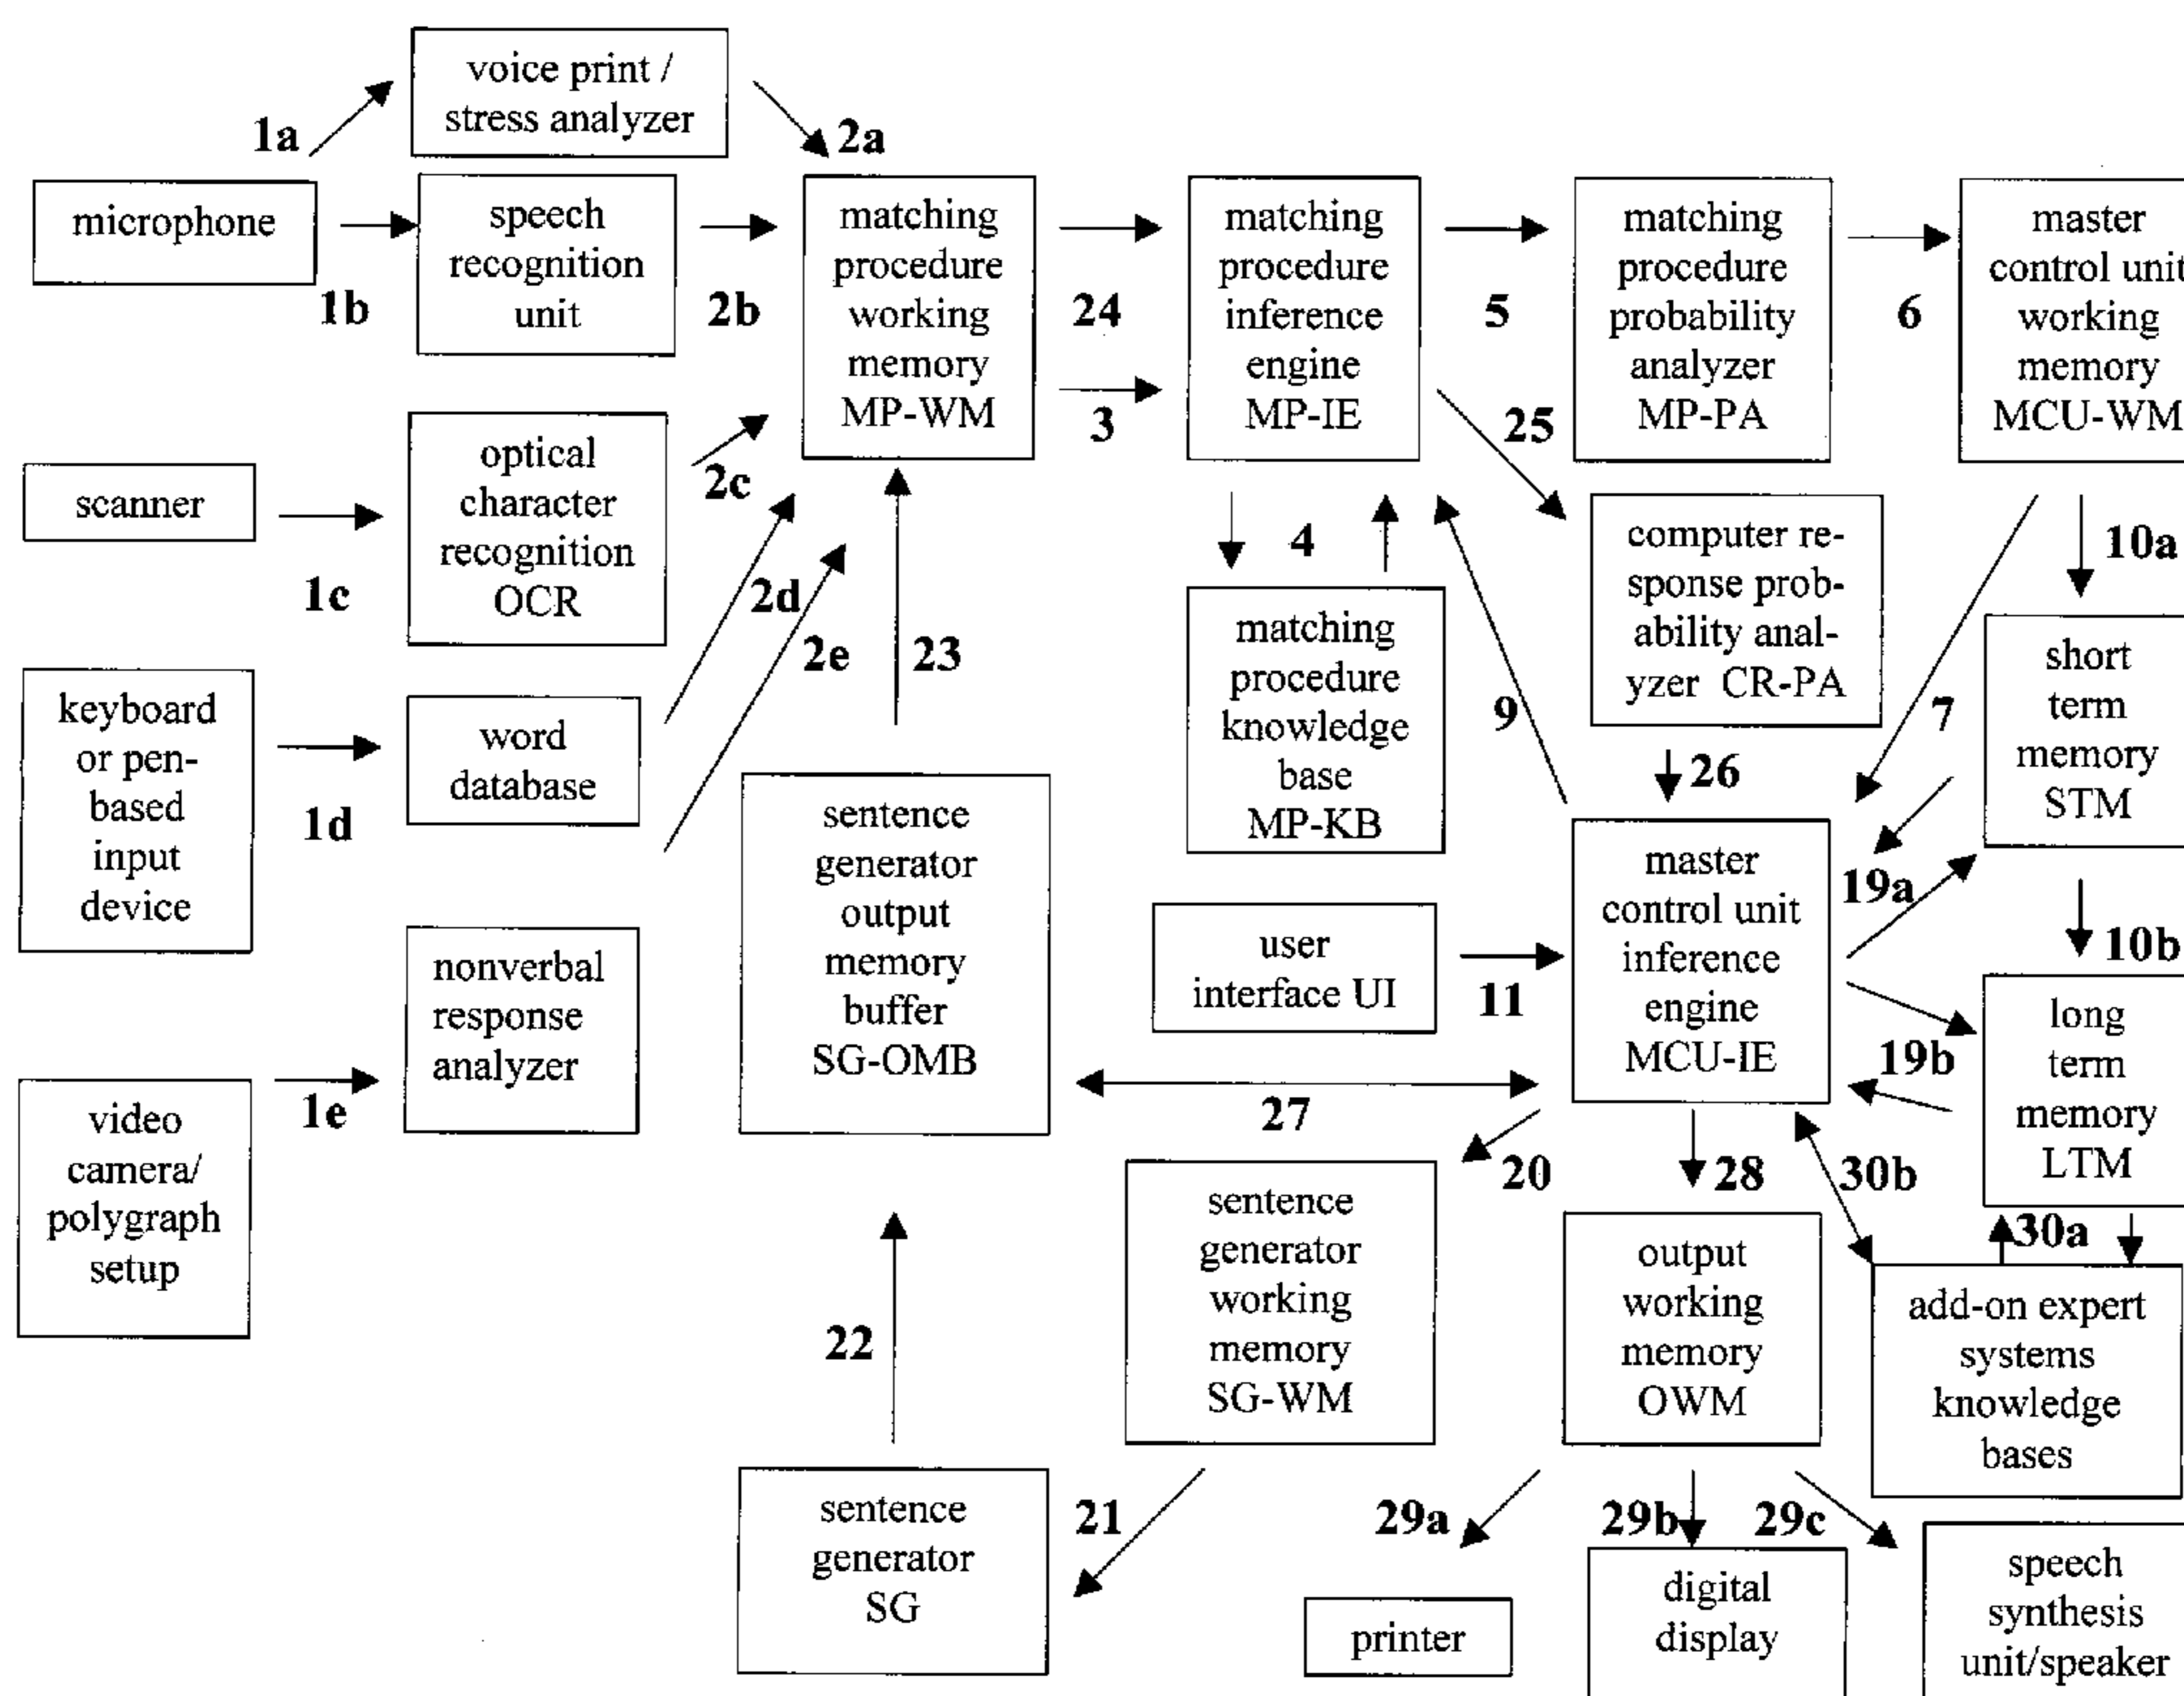 voice print /
stress analyzer
1a
2a
microphone
1b
speech
recognition
unit
2b
matching
procedure
working
memory
MP-WM
24
3
matching
procedure
inference
engine
MP-IE
5
25
matching
procedure
probability
analyzer
MP-PA
6
master
control unit
working
memory
MCU-WM
scanner
1c
optical
character
recognition
OCR
2c
2d
2e
23
4
9
computer re-
sponse prob-
ability anal-
yzer CR-PA
26
7
10a
keyboard
or pen-
based
input
device
1d
word
database
matching
procedure
knowledge
base
MP-KB
short
term
memory
STM
19a
10b
sentence
generator
output
memory
buffer
SG-OMB
user
interface UI
11
master
control unit
inference
engine
MCU-IE
19b
long
term
memory
LTM
video
camera/
polygraph
setup
1e
nonverbal
response
analyzer
27
20
28
30b
30a
22
sentence
generator
working
memory
SG-WM
output
working
memory
OWM
add-on expert
systems
knowledge
bases
sentence
generator
SG
21
29a
29b
29c
printer
digital
display
speech
synthesis
unit/speaker